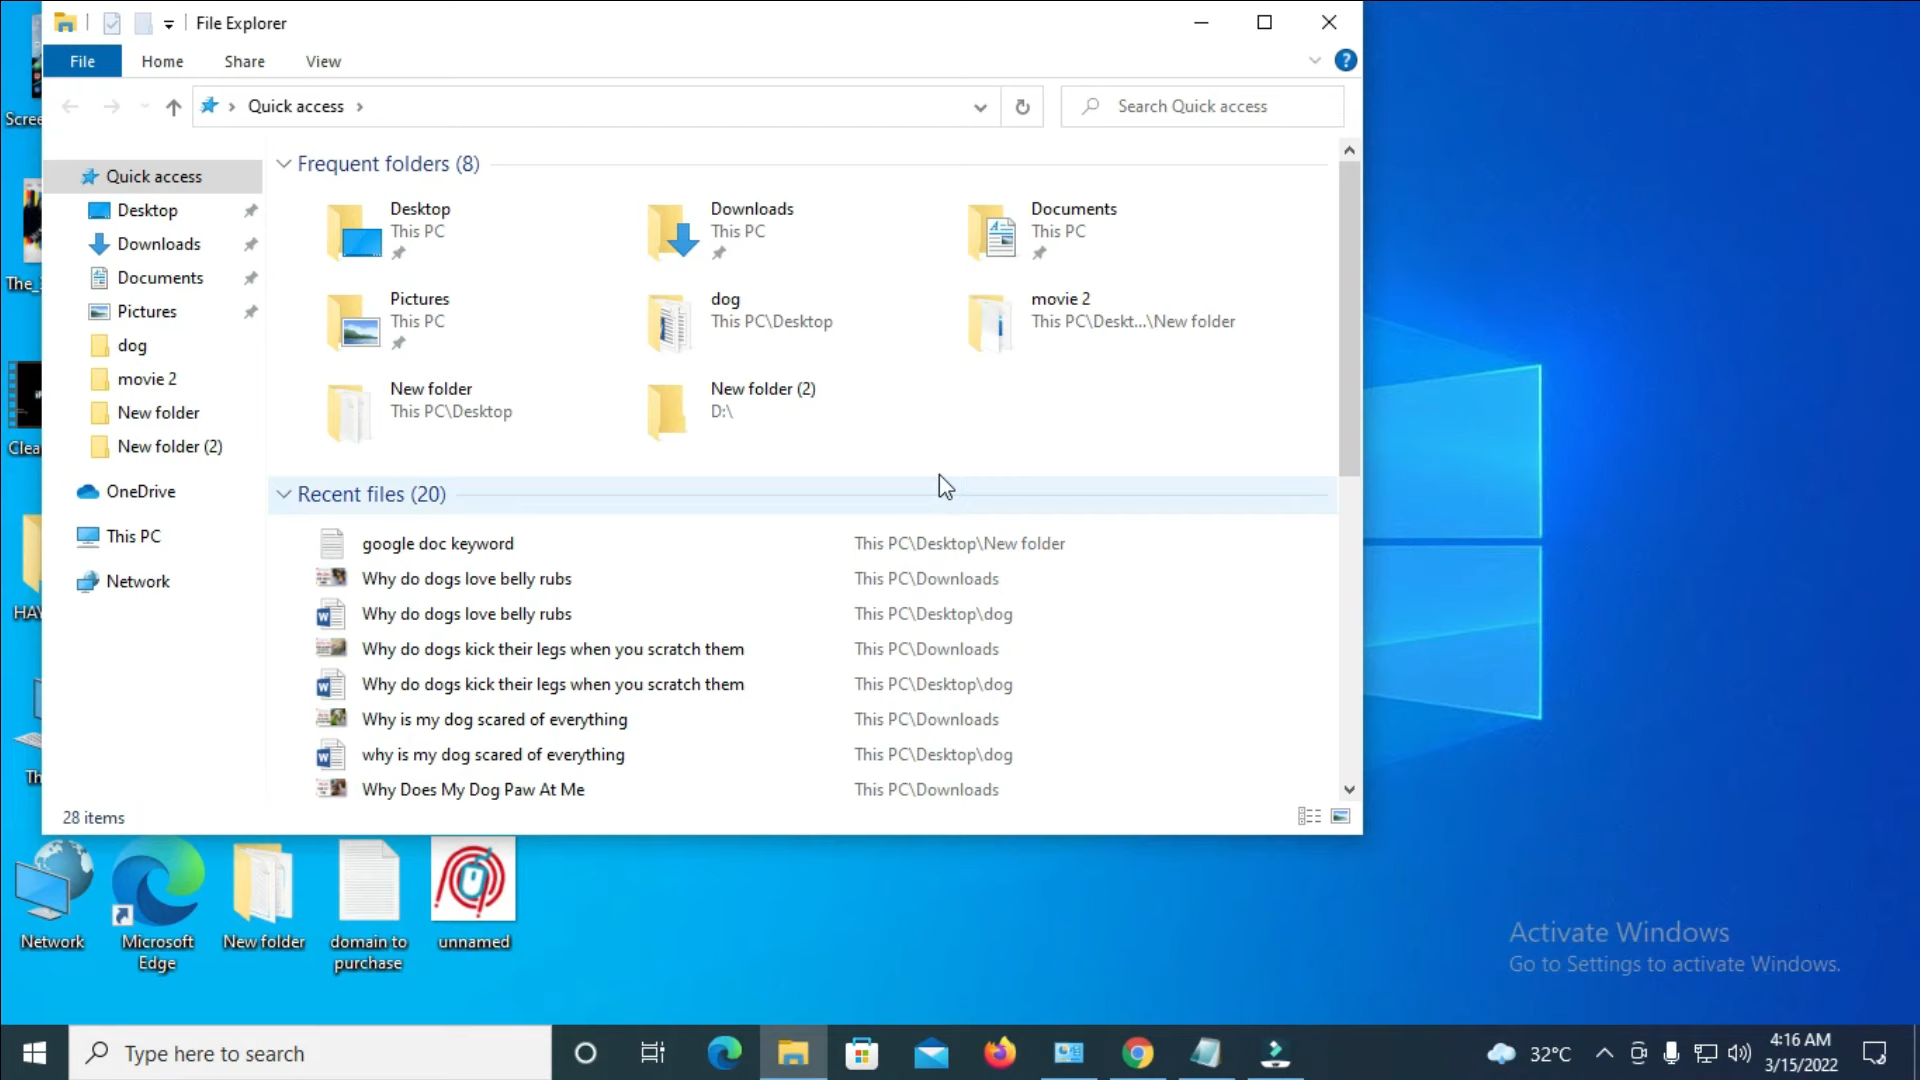 File Explorer
File Home Share View
Quick access
Search Quick access
Quick access
Desktop
Downloads
Documents
Pictures
dog
movie 2
New folder
New folder (2)
OneDrive
This PC
Network
Frequent folders (8)
Desktop
This PC
Downloads
This PC
Documents
This PC
Pictures
This PC
dog
This PC\Desktop
movie 2
This PC\Deskt...\New folder
New folder
This PC\Desktop
New folder (2)
D:\
Recent files (20)
google doc keyword This PC\Desktop\New folder
Why do dogs love belly rubs This PC\Downloads
Why do dogs love belly rubs This PC\Desktop\dog
Why do dogs kick their legs when you scratch them This PC\Downloads
Why do dogs kick their legs when you scratch them This PC\Desktop\dog
Why is my dog scared of everything This PC\Downloads
why is my dog scared of everything This PC\Desktop\dog
Why Does My Dog Paw At Me This PC\Downloads
28 items
Scree
The_
Clea
HAY
Th
Network
Microsoft
Edge
New folder
domain to
purchase
unnamed
Activate Windows
Go to Settings to activate Windows.
Type here to search
32°C
4:16 AM
3/15/2022